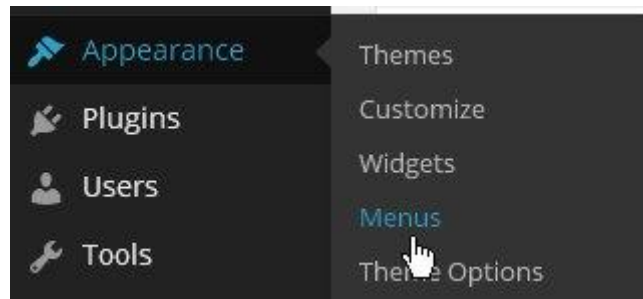 Appearance
Plugins
Users
Tools
Themes
Customize
Widgets
Menus
Theme Options